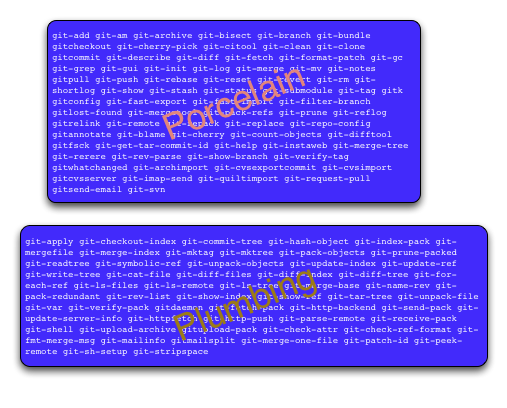 git-add git-am git-archive git-bisect git-branch git-bundle
gitcheckout git-cherry-pick git-citool git-clean git-clone
gitcommit git-describe git-diff git-fetch git-format-patch git-gc
git-grep git-gui git-init git-log git-merge git-mv git-notes
gitpull git-push git-rebase git-reset git-revert git-rm git-
shortlog git-show git-stash git-status git-submodule git-tag gitk
gitconfig git-fast-export git-fast-import git-filter-branch
gitlost-found git-mergetool git-pack-refs git-prune git-reflog
gitrelink git-remote git-repack git-replace git-repo-config
gitannotate git-blame git-cherry git-count-objects git-difftool
gitfsck git-get-tar-commit-id git-help git-instaweb git-merge-tree
git-rerere git-rev-parse git-show-branch git-verify-tag
gitwhatchanged git-archimport git-cvsexportcommit git-cvsimport
gitcvsserver git-imap-send git-quiltimport git-request-pull
gitsend-email git-svn
Porcelain
git-apply git-checkout-index git-commit-tree git-hash-object git-index-pack git-
mergefile git-merge-index git-mktag git-mktree git-pack-objects git-prune-packed
git-readtree git-symbolic-ref git-unpack-objects git-update-index git-update-ref
git-write-tree git-cat-file git-diff-files git-diff-index git-diff-tree git-for-
each-ref git-ls-files git-ls-remote git-ls-tree git-merge-base git-name-rev git-
pack-redundant git-rev-list git-show-index git-show-ref git-tar-tree git-unpack-file
git-var git-verify-pack gitdaemon git-fetch-pack git-http-backend git-send-pack git-
update-server-info git-http-fetch git-http-push git-parse-remote git-receive-pack
git-shell git-upload-archive git-upload-pack git-check-attr git-check-ref-format git-
fmt-merge-msg git-mailinfo git-mailsplit git-merge-one-file git-patch-id git-peek-
remote git-sh-setup git-stripspace
Plumbing